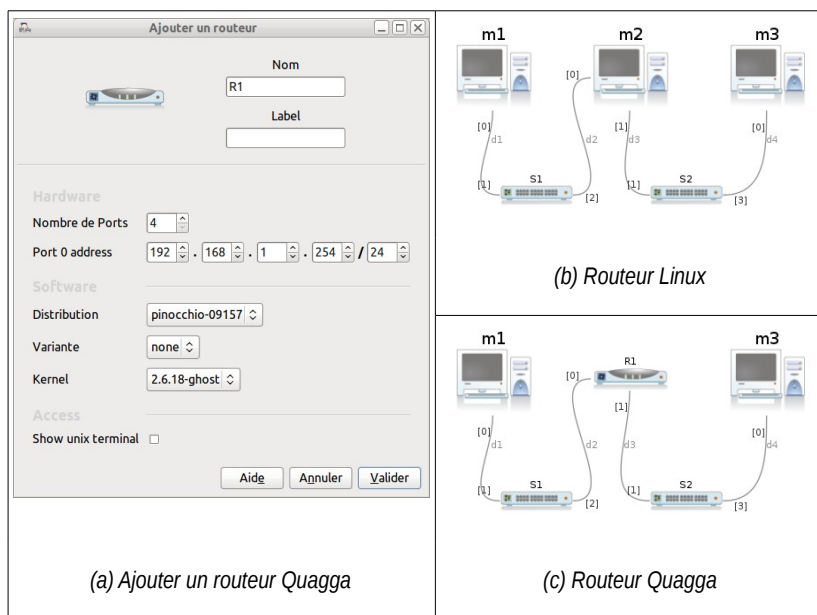 Ajouter un routeur
Nom
R1
Label
Hardware
Nombre de Ports 4
Port 0 address 192 . 168 . 1 . 254 / 24
Software
Distribution pinocchio-09157
Variante none
Kernel 2.6.18-ghost
Access
Show unix terminal
Aide Annuler Valider
(a) Ajouter un routeur Quagga
m1 m2 m3
[0] [0] [1] [0]
d1 d2 d3 d4
S1 S2
[1] [2] [1] [3]
(b) Routeur Linux
m1 R1 m3
[0] [0] [1] [0]
d1 d2 d3 d4
S1 S2
[1] [2] [1] [3]
(c) Routeur Quagga